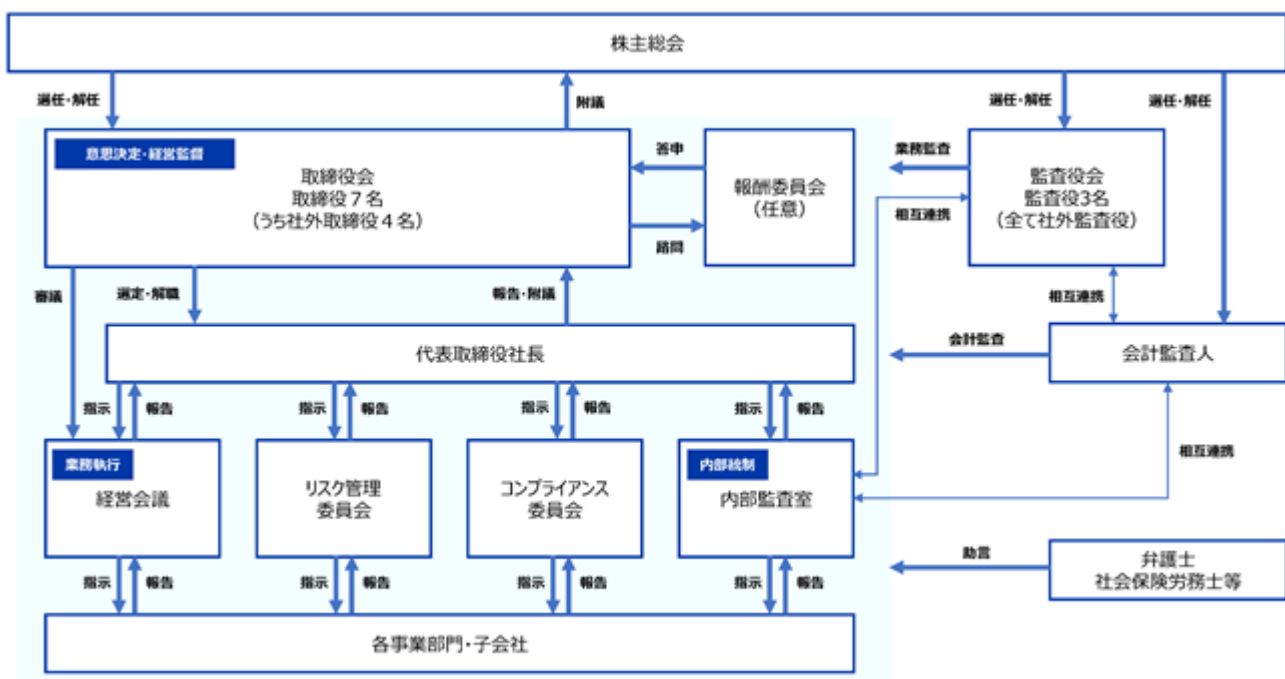 株主総会
選任・解任
附議
選任・解任
選任・解任
意思決定・経営監督
取締役会
取締役７名
（うち社外取締役４名）
答申
諮問
報酬委員会
（任意）
業務監査
相互連携
監査役会
監査役3名
（全て社外監査役）
審議
選定・解職
報告・附議
相互連携
代表取締役社長
会計監査
会計監査人
指示
報告
指示
報告
指示
報告
指示
報告
相互連携
業務執行
経営会議
リスク管理
委員会
コンプライアンス
委員会
内部統制
内部監査室
指示
報告
指示
報告
指示
報告
指示
報告
助言
弁護士
社会保険労務士等
各事業部門・子会社